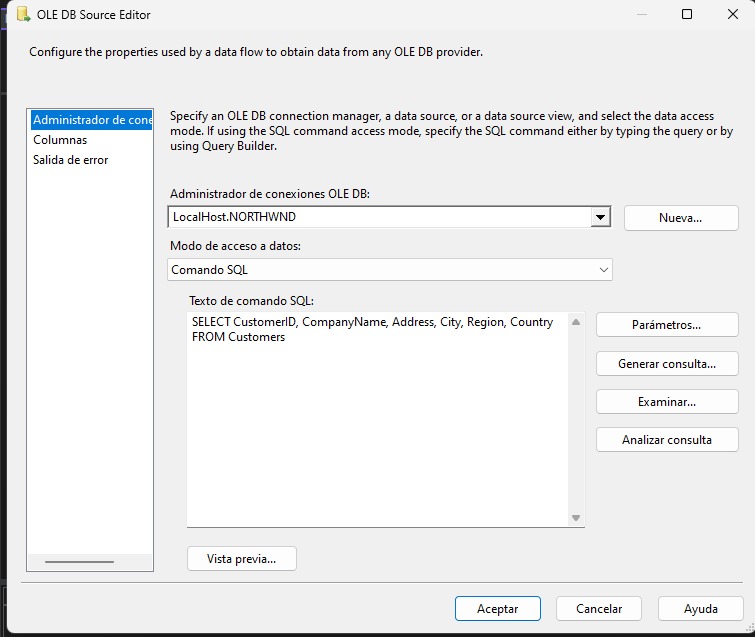 OLE DB Source Editor
Configure the properties used by a data flow to obtain data from any OLE DB provider.
Administrador de cone
Columnas
Salida de error
Specify an OLE DB connection manager, a data source, or a data source view, and select the data access
mode. If using the SQL command access mode, specify the SQL command either by typing the query or by
using Query Builder.
Administrador de conexiones OLE DB:
LocalHost.NORTHWND
Nueva...
Modo de acceso a datos:
Comando SQL
Texto de comando SQL:
SELECT CustomerID, CompanyName, Address, City, Region, Country
FROM Customers
Parámetros...
Generar consulta...
Examinar...
Analizar consulta
Vista previa...
Aceptar
Cancelar
Ayuda